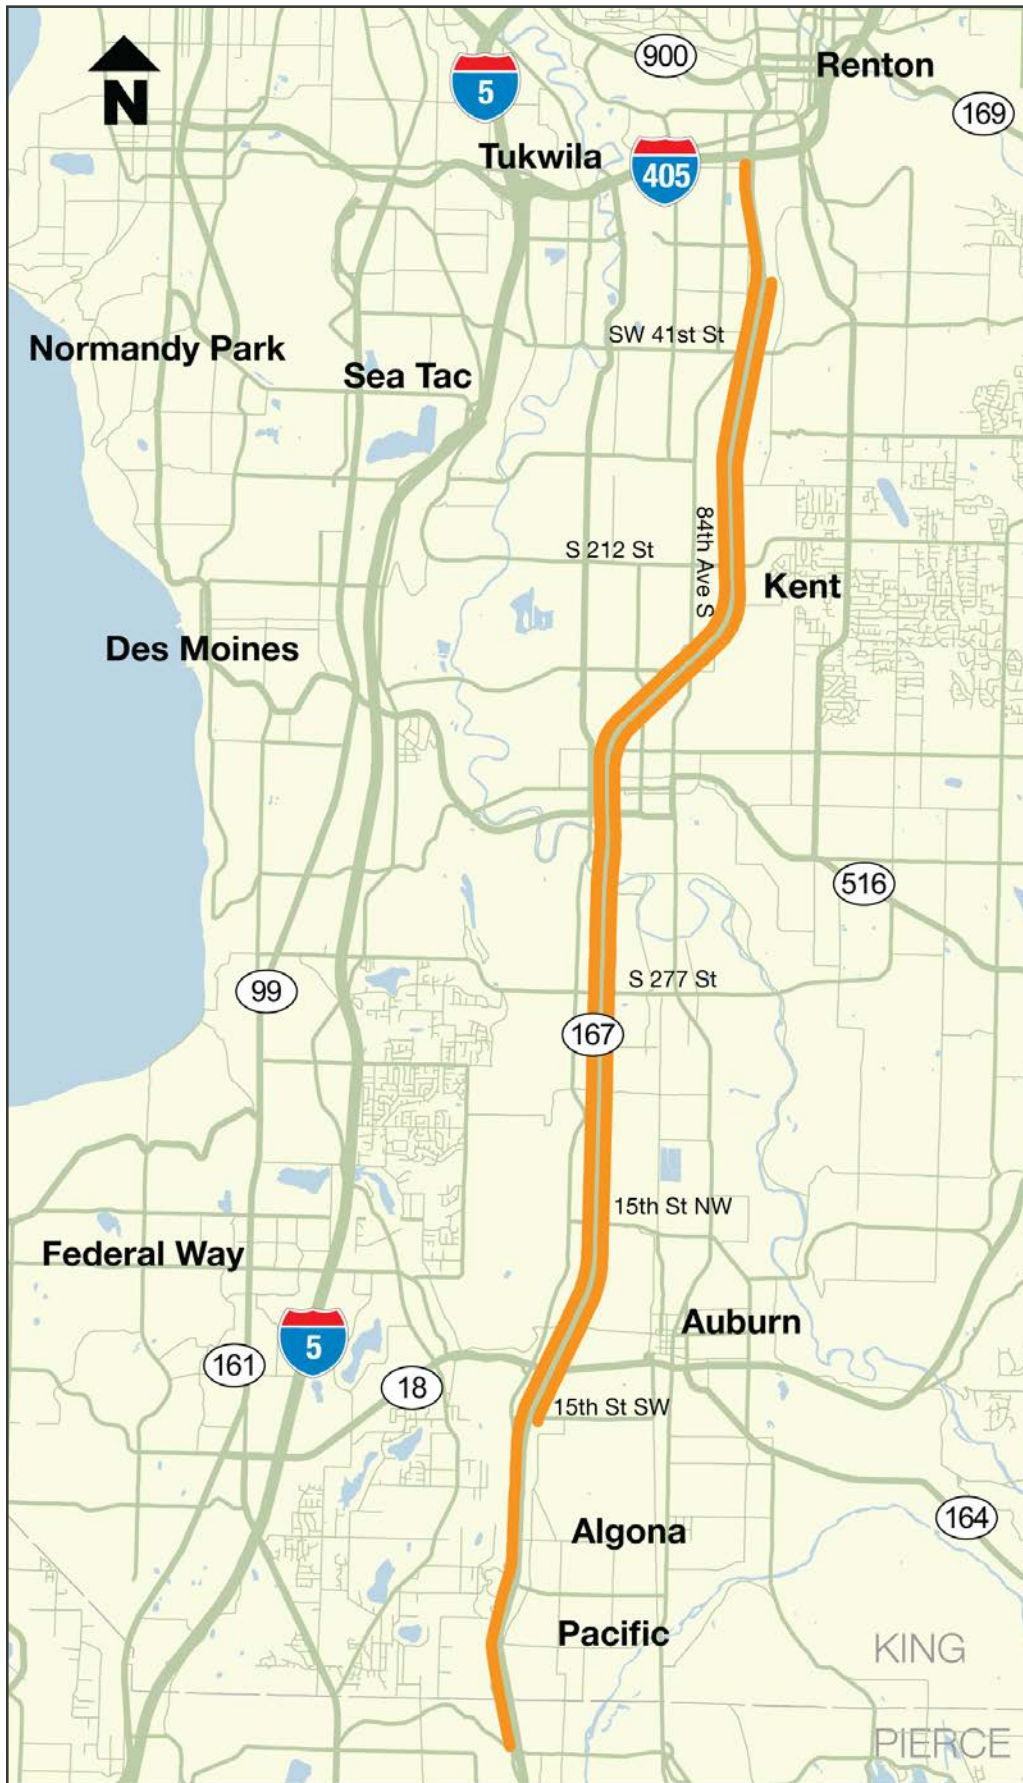 900
Renton
N
5
169
Tukwila
405
SW 41st St
Normandy Park
Sea Tac
84th Ave S
S 212 St
Kent
Des Moines
516
S 277 St
99
167
15th St NW
Federal Way
Auburn
5
161
18
15th St SW
164
Algona
Pacific
KING
PIERCE